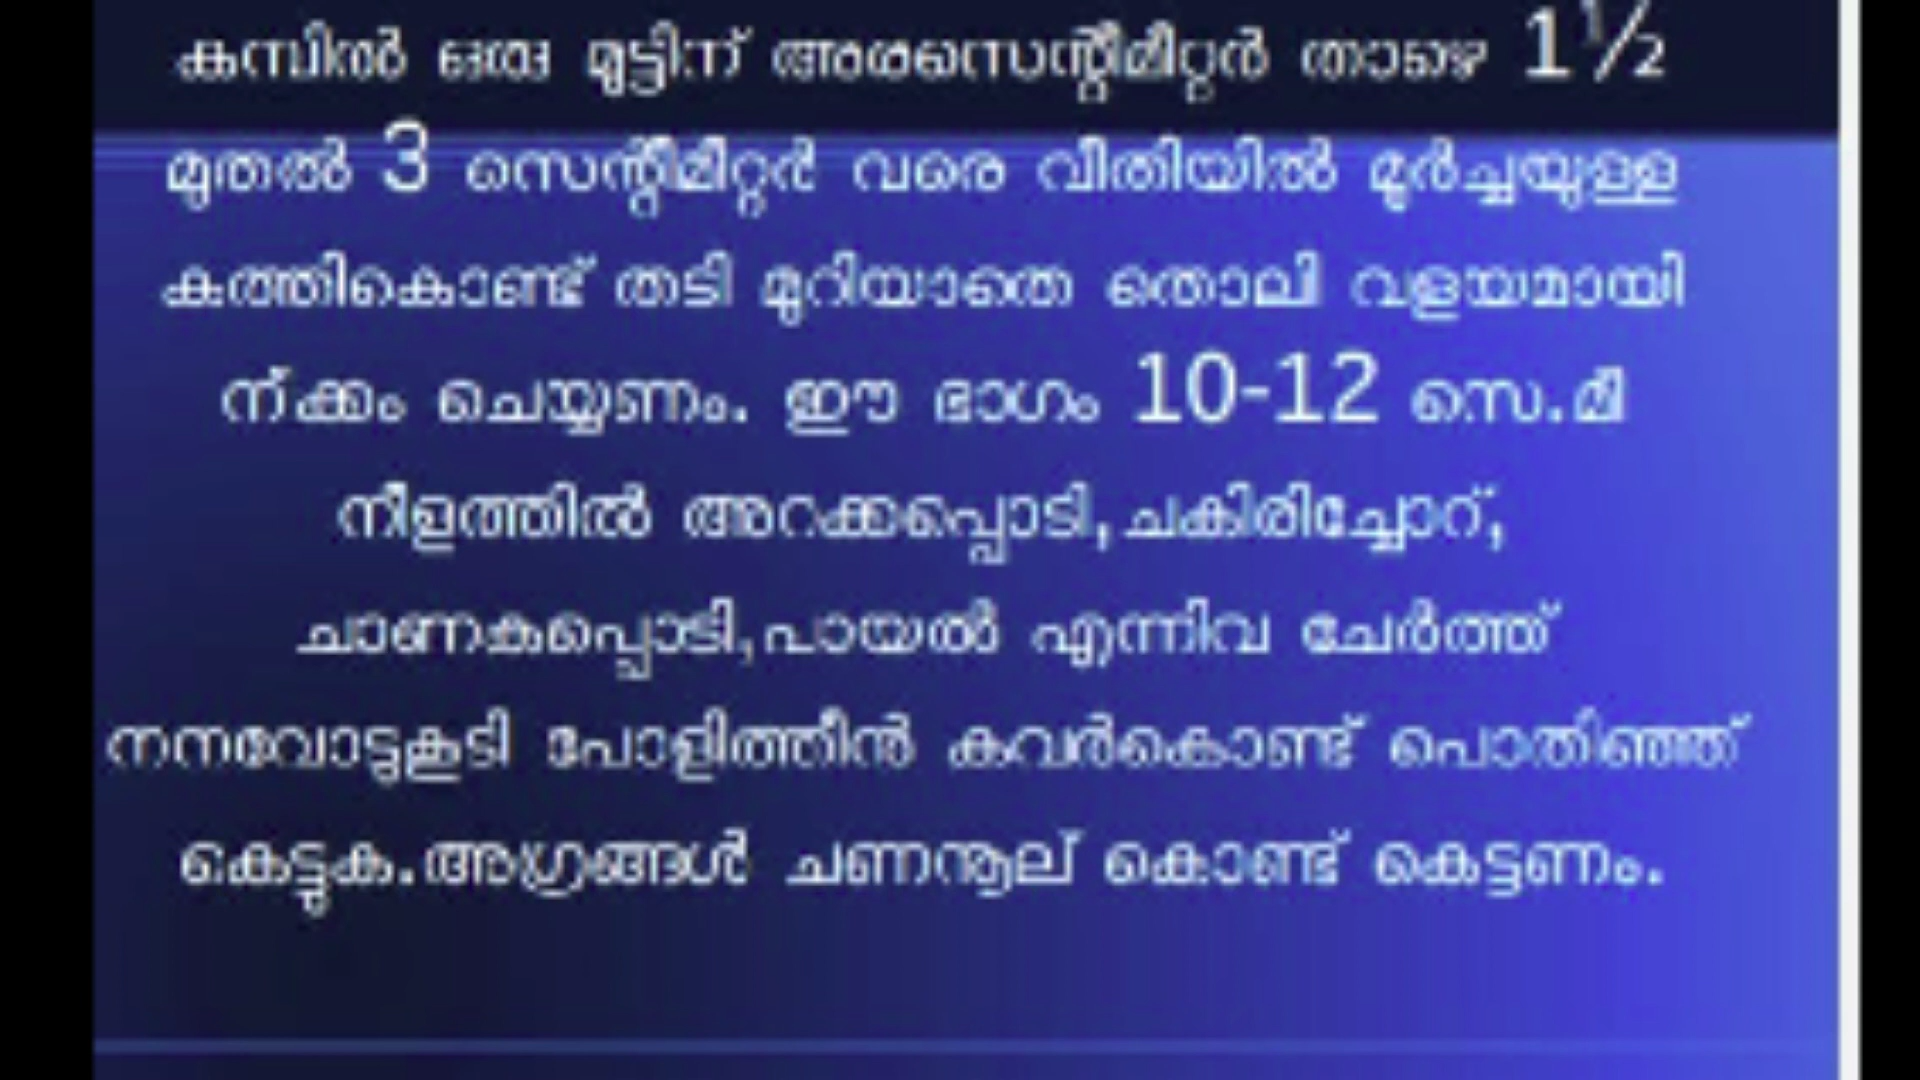 കമ്പിൽ ഒരു മുട്ടിന് അരസെന്റീമീറ്റർ താഴെ 1½
മുതൽ 3 സെന്റീമീറ്റർ വരെ വീതിയിൽ മൂർച്ചയുള്ള
കത്തികൊണ്ട് തടി മുറിയാതെ തൊലി വളയമായി
ന്ക്കം ചെയ്യണം. ഈ ഭാഗം 10-12 സെ.മീ
നീളത്തിൽ അറക്കപ്പൊടി,ചകിരിച്ചോറ്,
ചാണകപ്പൊടി,പായൽ എന്നിവ ചേർത്ത്
നനവോട്ടുകൂടി പോളിത്തീൻ കവർകൊണ്ട് പൊതിഞ്ഞ്
കെട്ടുക.അഗ്രങ്ങൾ ചണനൂല് കൊണ്ട് കെട്ടണം.